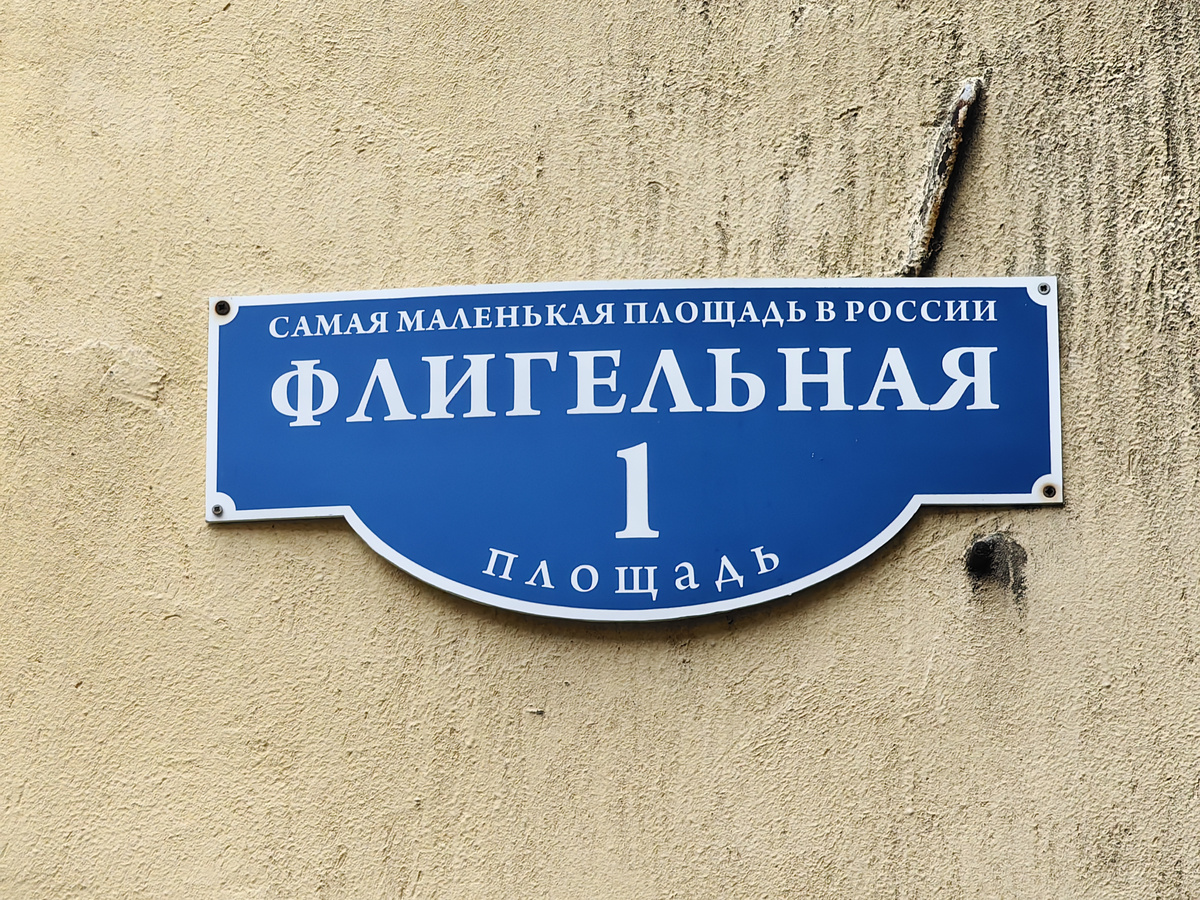 САМАЯ МАЛЕНЬКАЯ ПЛОЩАДЬ В РОССИИ
ФЛИГЕЛЬНАЯ
1
площадь